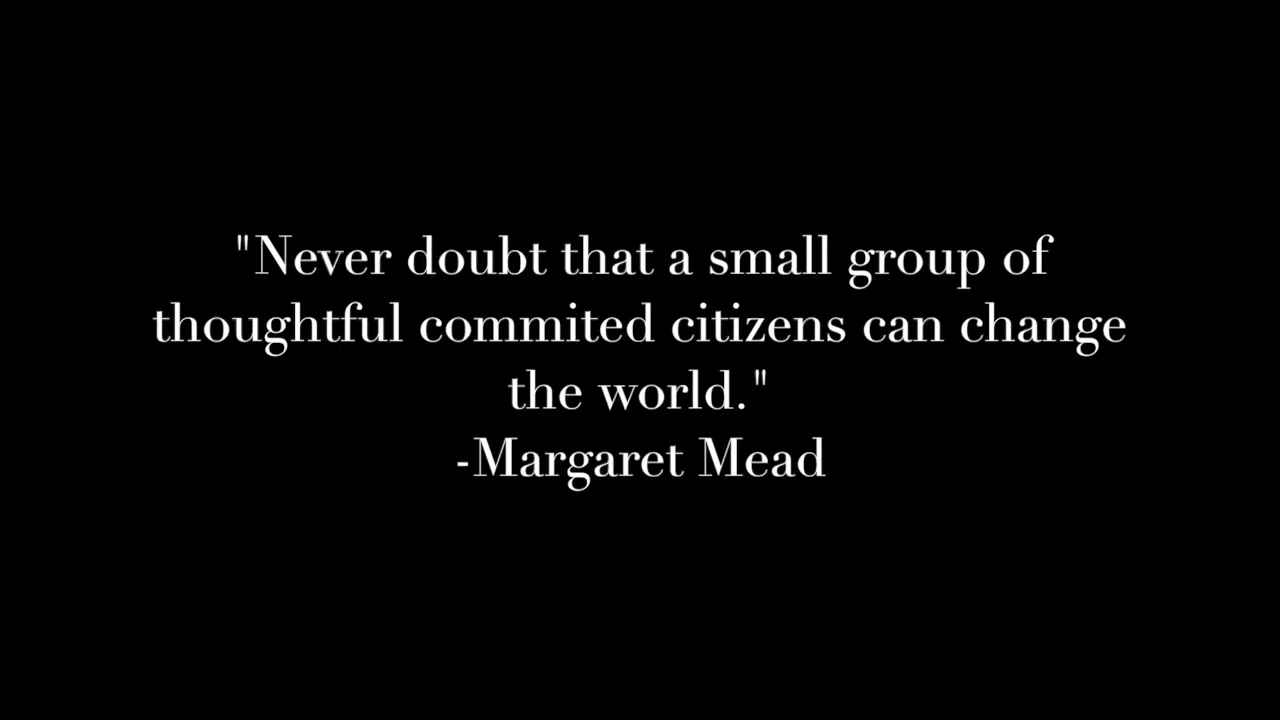 "Never doubt that a small group of
thoughtful commited citizens can change
the world."
-Margaret Mead